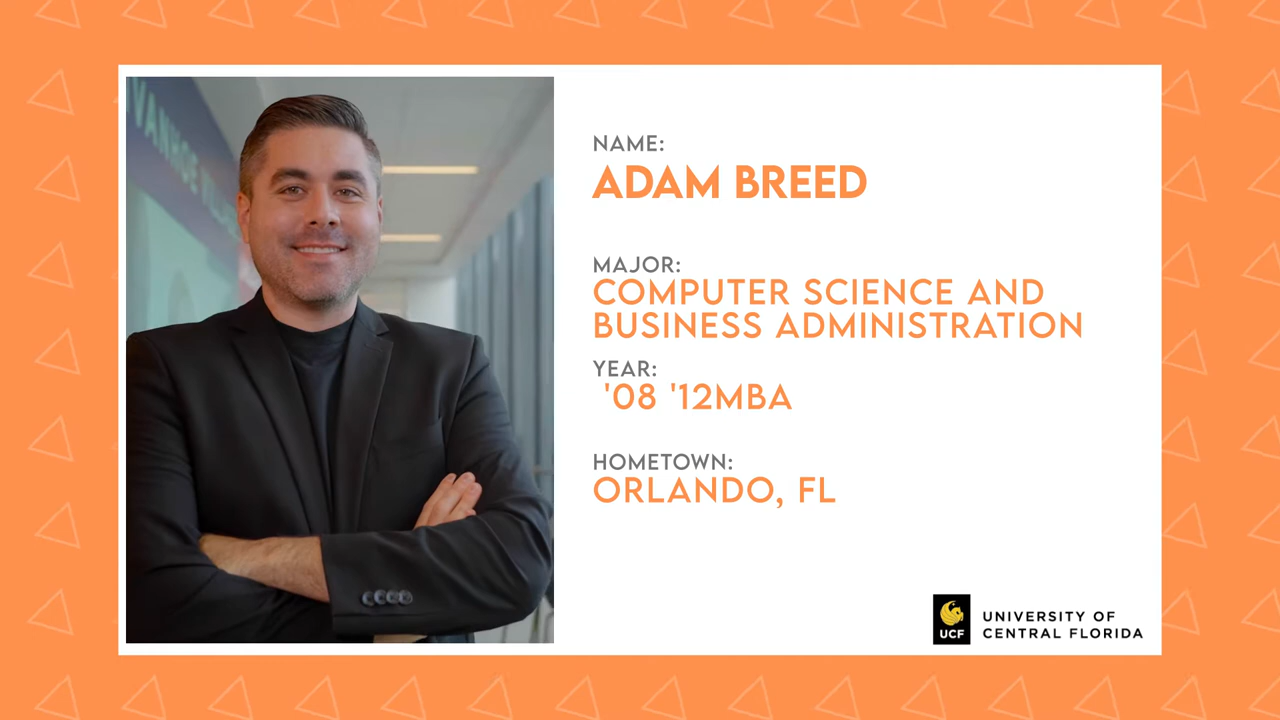 NAME:
ADAM BREED
MAJOR:
COMPUTER SCIENCE AND
BUSINESS ADMINISTRATION
YEAR:
'08 '12MBA
HOMETOWN:
ORLANDO, FL
UCF
UNIVERSITY OF
CENTRAL FLORIDA